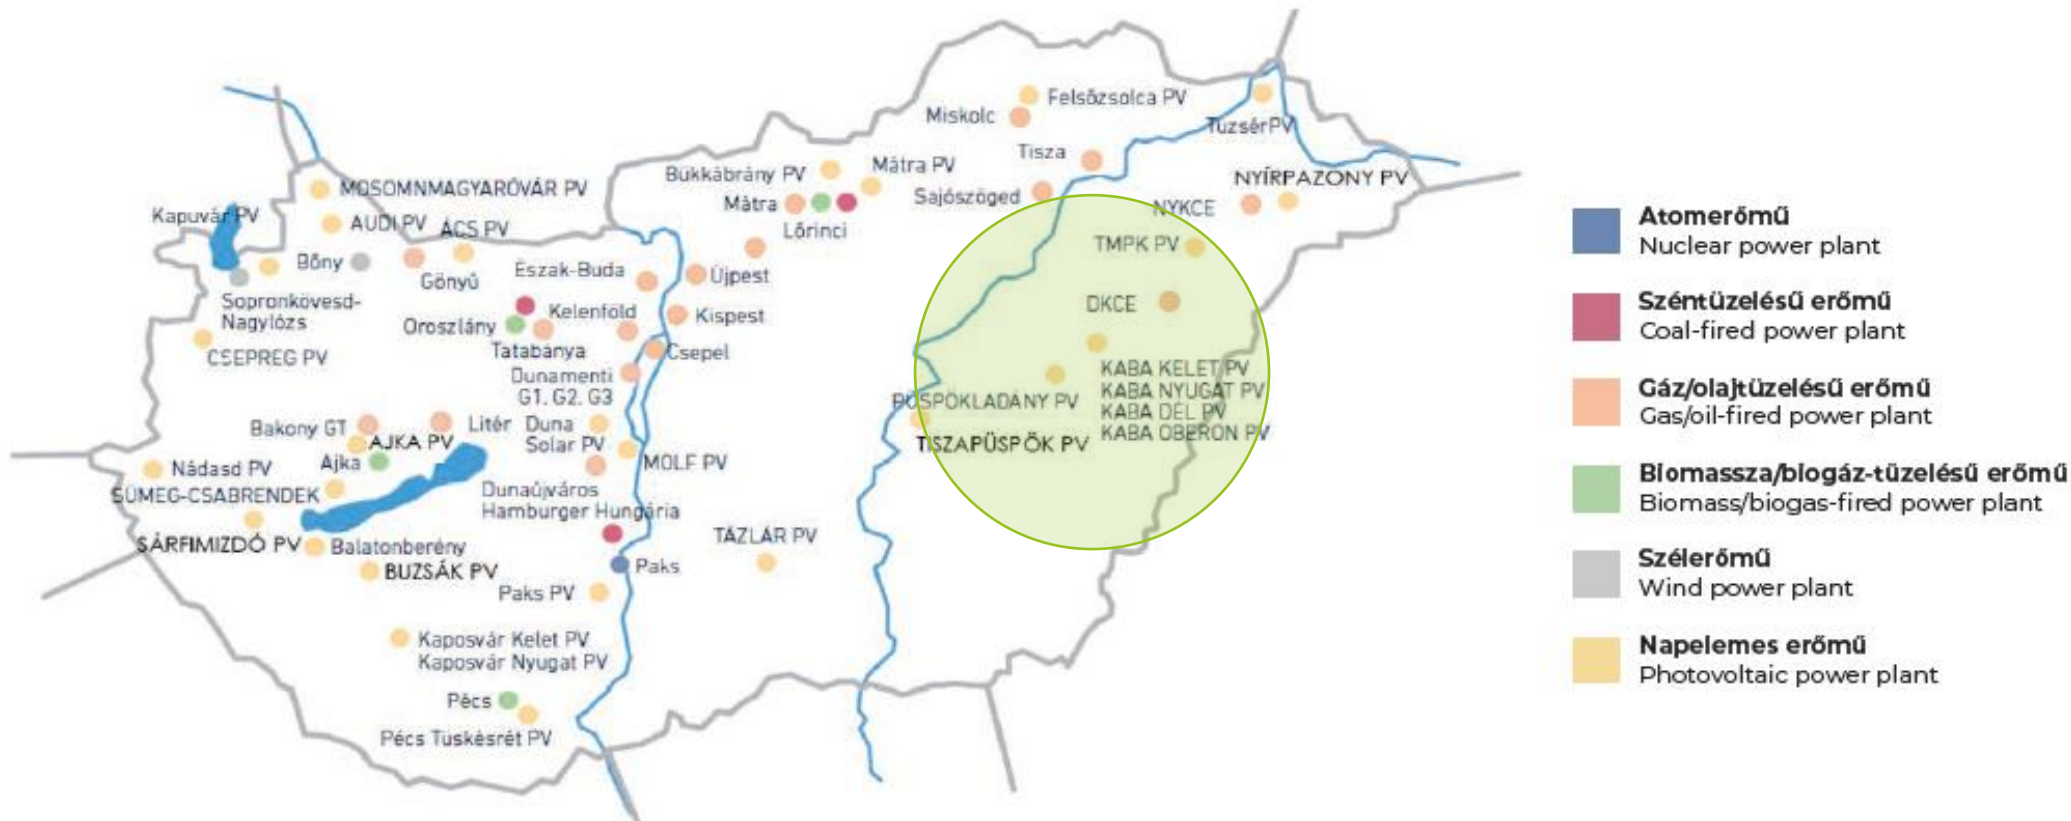 Felsőzsolca PV
Miskolc
TuzsérPV
Tisza
Bükkábrány PV
Mátra PV
NYÍRPAZONY PV
MOSOMNMAGYARÓVÁR PV
Sajószöged
Mátra
NYKCE
Kapuvár PV
AUDI PV
ÁCS PV
Lőrinci
TMPK PV
Bőny
Gönyű
Észak-Buda
Újpest
Sopronkövesd-
Nagylózs
DKCE
Kelenföld
Kispest
Oroszlány
Tatabánya
Csepel
CSEPREG PV
Dunamenti
G1. G2. G3
KABA KELET PV
KABA NYUGAT PV
KABA DÉL PV
KABA OBERON PV
PÜSPÖKLADÁNY PV
TISZAPÜSPÖK PV
Bakony GT
Litér
Duna
Solar PV
AJKA PV
Ajka
MOLF PV
Nádasd PV
SÜMEG-CSABRENDEK
Dunaújváros
Hamburger Hungária
SÁRFIMIZDÓ PV
Balatonberény
TÁZLÁR PV
BUZSÁK PV
Paks
Paks PV
Kaposvár Kelet PV
Kaposvár Nyugat PV
Pécs
Pécs Tüskésrét PV
Atomerőmű
Nuclear power plant
Széntüzelésű erőmű
Coal-fired power plant
Gáz/olajtüzelésű erőmű
Gas/oil-fired power plant
Biomassza/biogáz-tüzelésű erőmű
Biomass/biogas-fired power plant
Szélerőmű
Wind power plant
Napelemes erőmű
Photovoltaic power plant